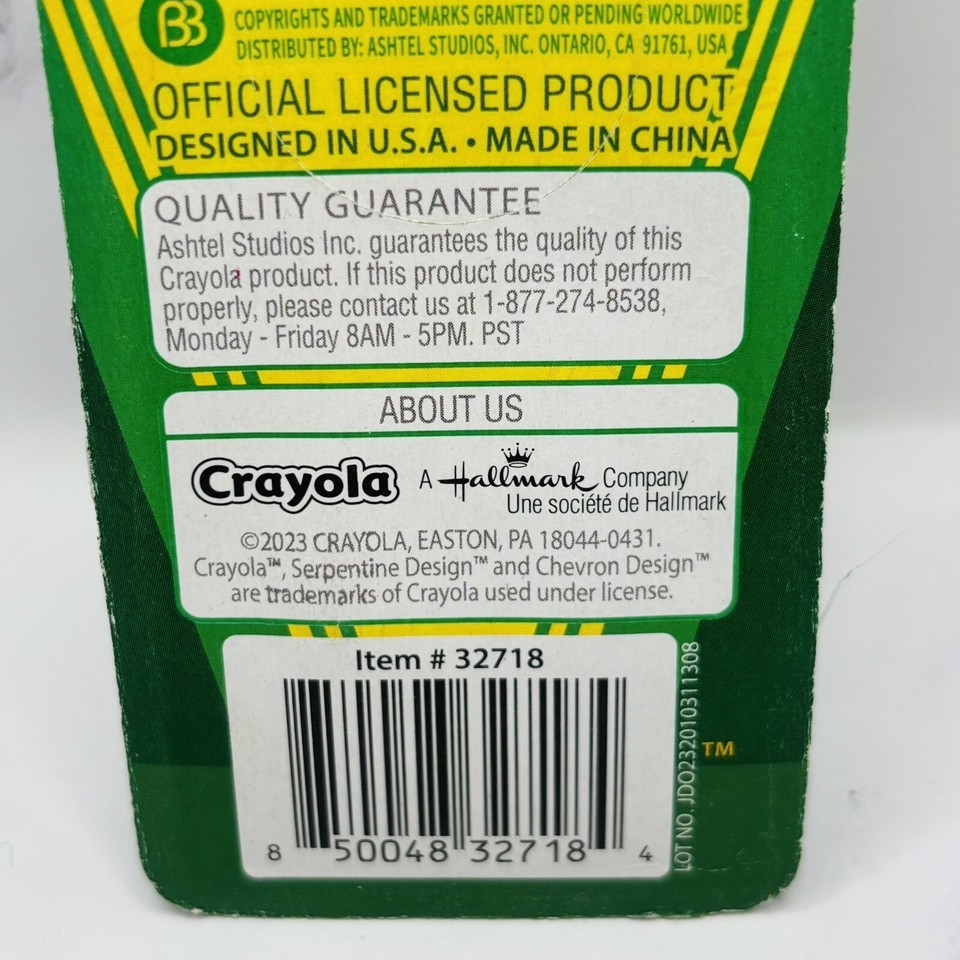 BB
COPYRIGHTS AND TRADEMARKS GRANTED OR PENDING WORLDWIDE
DISTRIBUTED BY: ASHTEL STUDIOS, INC. ONTARIO, CA 91761, USA
OFFICIAL LICENSED PRODUCT
DESIGNED IN U.S.A. • MADE IN CHINA
QUALITY GUARANTEE
Ashtel Studios Inc. guarantees the quality of this
Crayola product. If this product does not perform
properly, please contact us at 1-877-274-8538,
Monday - Friday 8AM - 5PM. PST
ABOUT US
Crayola A Hallmark Company
Une société de Hallmark
©2023 CRAYOLA, EASTON, PA 18044-0431.
Crayola™, Serpentine Design™ and Chevron Design™
are trademarks of Crayola used under license.
Item # 32718
8 50048 32718 4
LOT NO. JDO232010311308
TM